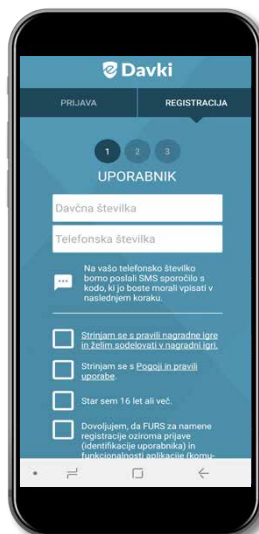 Davki
PRIJAVA
REGISTRACIJA
1 2 3
UPORABNIK
Davčna številka
Telefonska številka
Na vašo telefonsko številko
bomo poslali SMS sporočilo s
kodo, ki jo boste morali vpisati v
naslednjem koraku.
Strinjam se s pravili nagradne igre
in želim sodelovati v nagradni igri.
Strinjam se s Pogoji in pravili
uporabe.
Star sem 16 let ali več.
Dovoljujem, da FURS za namene
registracije oziroma prijave
(identifikacije uporabnika) in
funkcionalnosti aplikacije (komu-